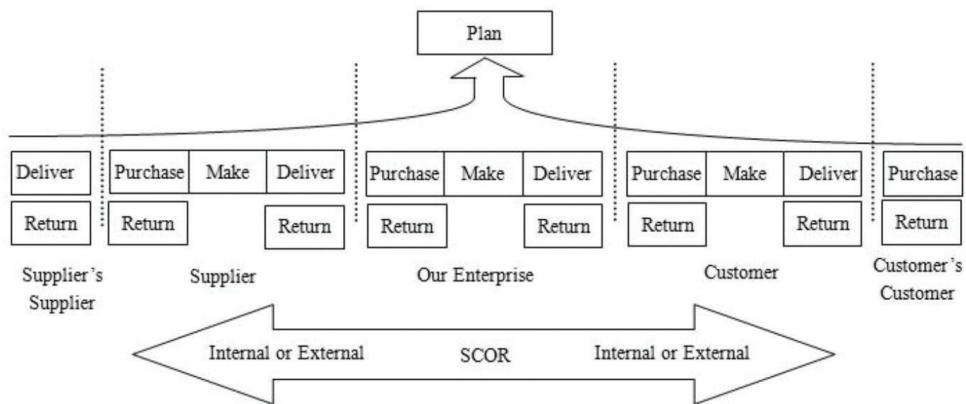 Plan
Deliver
Purchase Make Deliver
Purchase Make Deliver
Purchase Make Deliver
Purchase
Return
Return Return
Return Return
Return Return
Return
Supplier's
Supplier
Supplier
Our Enterprise
Customer
Customer's
Customer
Internal or External SCOR Internal or External